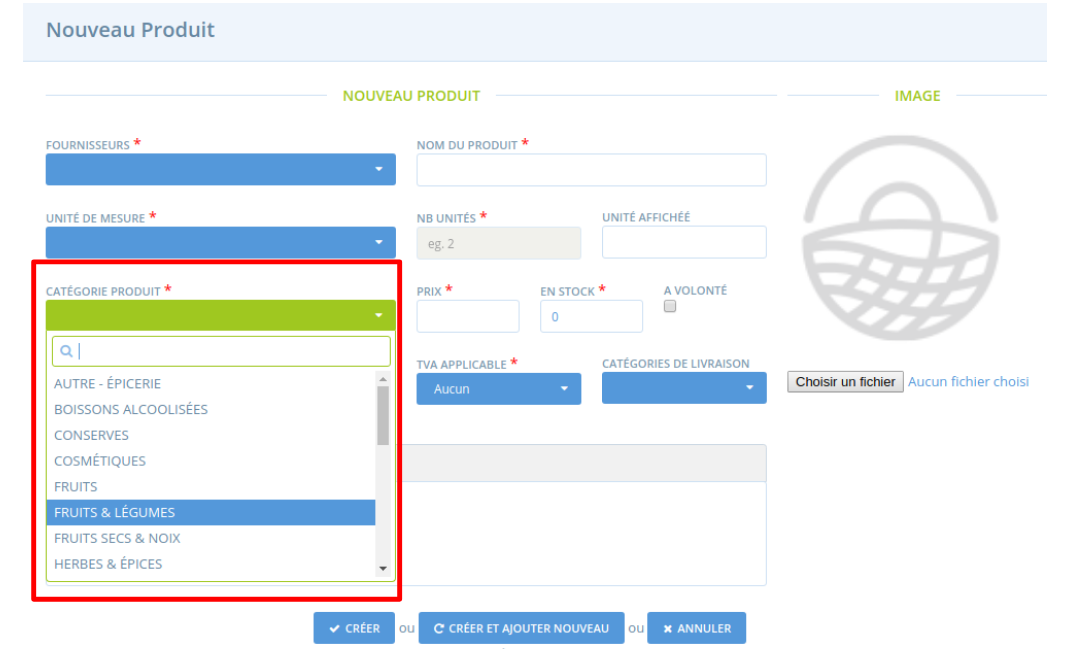 Nouveau Produit
NOUVEAU PRODUIT
IMAGE
FOURNISSEURS *
NOM DU PRODUIT *
UNITÉ DE MESURE *
NB UNITÉS *
UNITÉ AFFICHÉÉ
eg. 2
CATÉGORIE PRODUIT *
PRIX *
EN STOCK *
A VOLONTÉ
0
TVA APPLICABLE *
CATÉGORIES DE LIVRAISON
Aucun
Choisir un fichier Aucun fichier choisi
AUTRE - ÉPICERIE
BOISSONS ALCOOLISÉES
CONSERVES
COSMÉTIQUES
FRUITS
FRUITS & LÉGUMES
FRUITS SECS & NOIX
HERBES & ÉPICES
CRÉER ou CRÉER ET AJOUTER NOUVEAU ou ANNULER